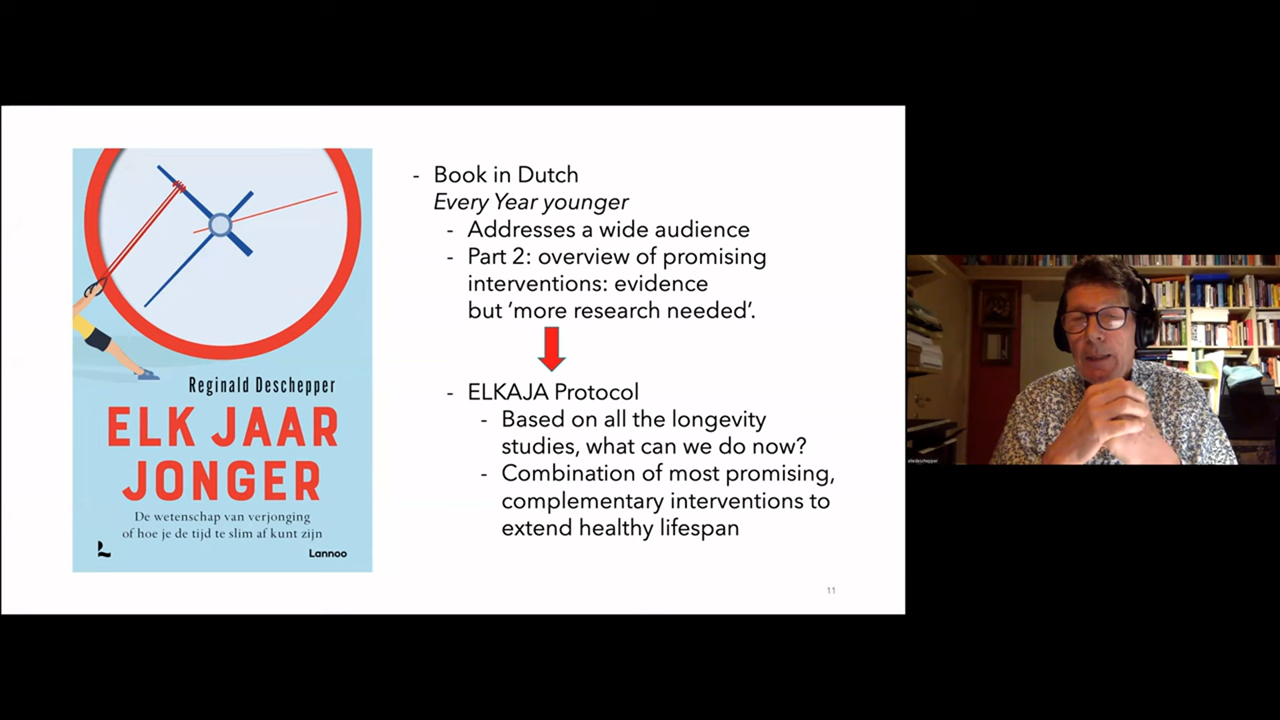 - Book in Dutch
Every Year younger
- Addresses a wide audience
- Part 2: overview of promising
interventions: evidence
but ‘more research needed’.
- ELKAJA Protocol
- Based on all the longevity
studies, what can we do now?
- Combination of most promising,
complementary interventions to
extend healthy lifespan
Reginald Deschepper
ELK JAAR
JONGER
De wetenschap van verjonging
of hoe je de tijd te slim af kunt zijn
Lannoo
11